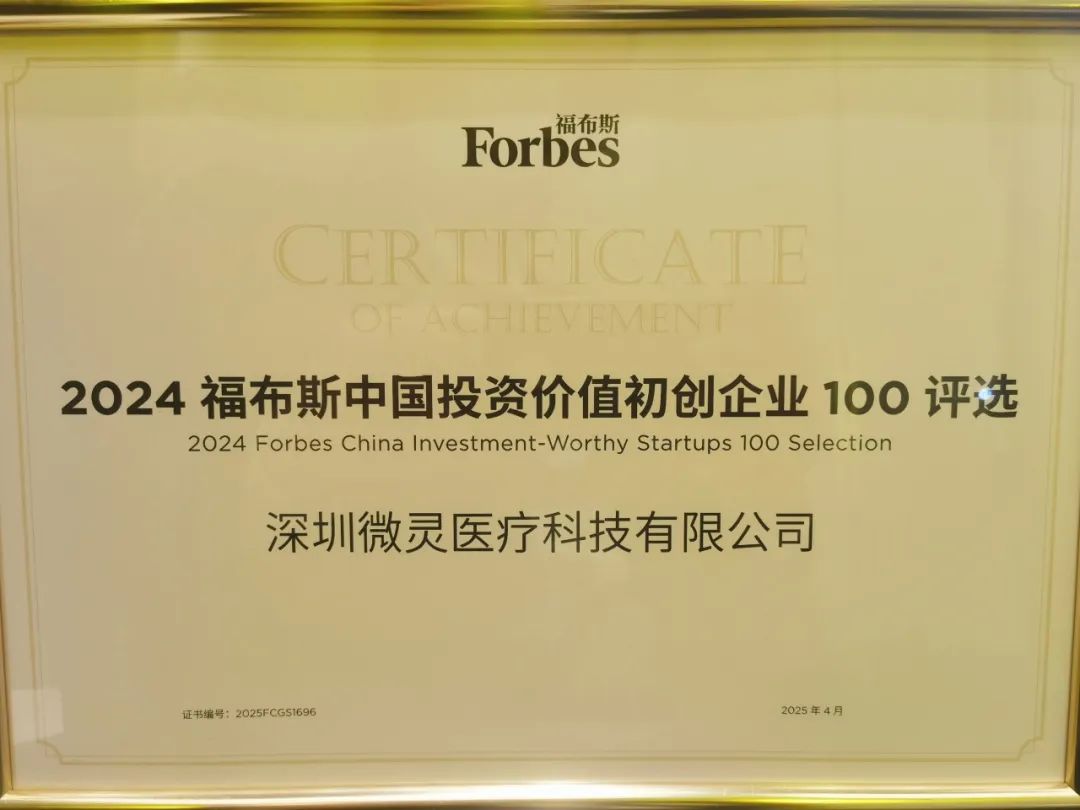 福布斯
Forbes
CERTIFICATE
OF ACHIEVEMENT
2024 福布斯中国投资价值初创企业 100 评选
2024 Forbes China Investment-Worthy Startups 100 Selection
深圳微灵医疗科技有限公司
证书编号：2025FCGS1696
2025 年 4 月